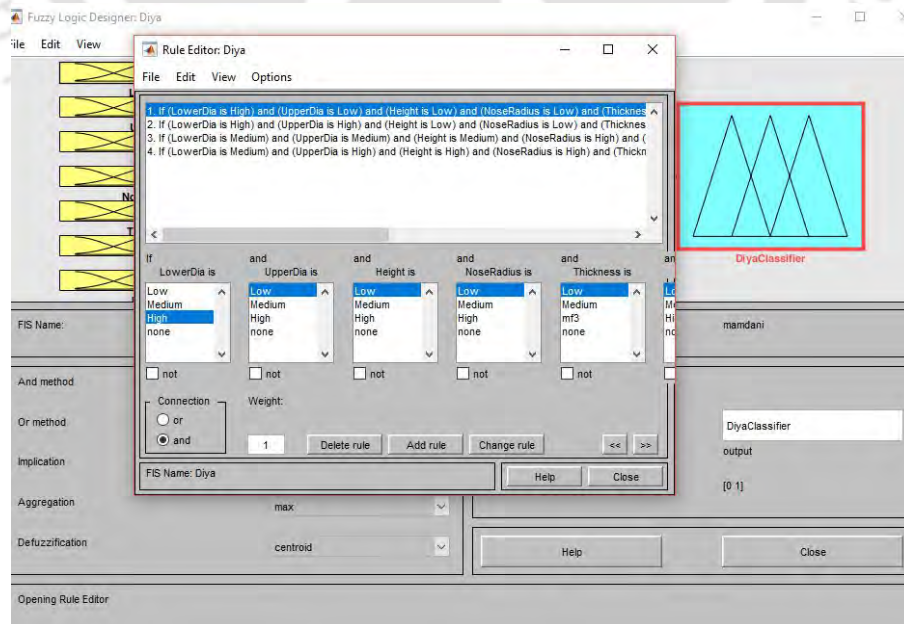 Fuzzy Logic Designer: Diya
File Edit View
Rule Editor: Diya
File Edit View Options
1. If (LowerDia is High) and (UpperDia is Low) and (Height is Low) and (NoseRadius is Low) and (Thicknes
2. If (LowerDia is High) and (UpperDia is High) and (Height is Low) and (NoseRadius is Low) and (Thicknes
3. If (LowerDia is Medium) and (UpperDia is Medium) and (Height is Medium) and (NoseRadius is High) and (
4. If (LowerDia is Medium) and (UpperDia is High) and (Height is High) and (NoseRadius is High) and (Thickn
If and and and and
LowerDia is UpperDia is Height is NoseRadius is Thickness is
Low Low Low Low Low
Medium Medium Medium Medium Medium
High High High High mf3
none none none none none
not not not not not
Connection
or
and
Weight:
1
Delete rule Add rule Change rule << >>
FIS Name: Diya
Help Close
DiyaClassifier
FIS Name: mamdani
And method
Or method
DiyaClassifier
Implication
output
Aggregation
max
[0 1]
Defuzzification
centroid
Help Close
Opening Rule Editor